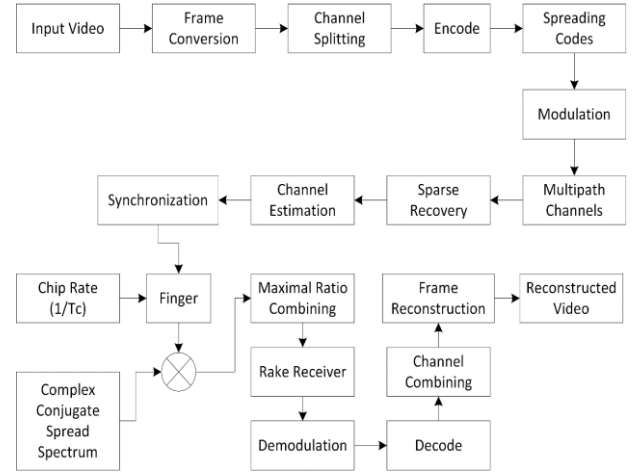 Input Video
Frame
Conversion
Channel
Splitting
Encode
Spreading
Codes
Modulation
Synchronization
Channel
Estimation
Sparse
Recovery
Multipath
Channels
Chip Rate
(1/Tc)
Finger
Maximal Ratio
Combining
Frame
Reconstruction
Reconstructed
Video
Complex
Conjugate
Spread
Spectrum
Rake Receiver
Channel
Combining
Demodulation
Decode